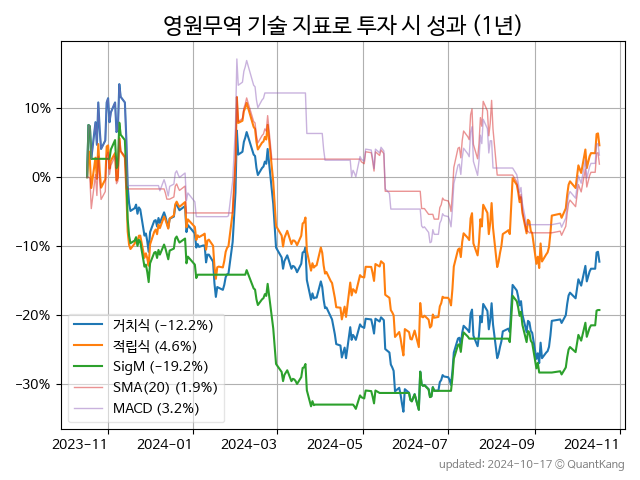 영원무역 기술 지표로 투자 시 성과 (1년)
10%
0%
−10%
−20%
−30%
거치식 (−12.2%)
적립식 (4.6%)
SigM (−19.2%)
SMA(20) (1.9%)
MACD (3.2%)
2023-11 2024-01 2024-03 2024-05 2024-07 2024-09 2024-11
updated: 2024-10-17 © QuantKang